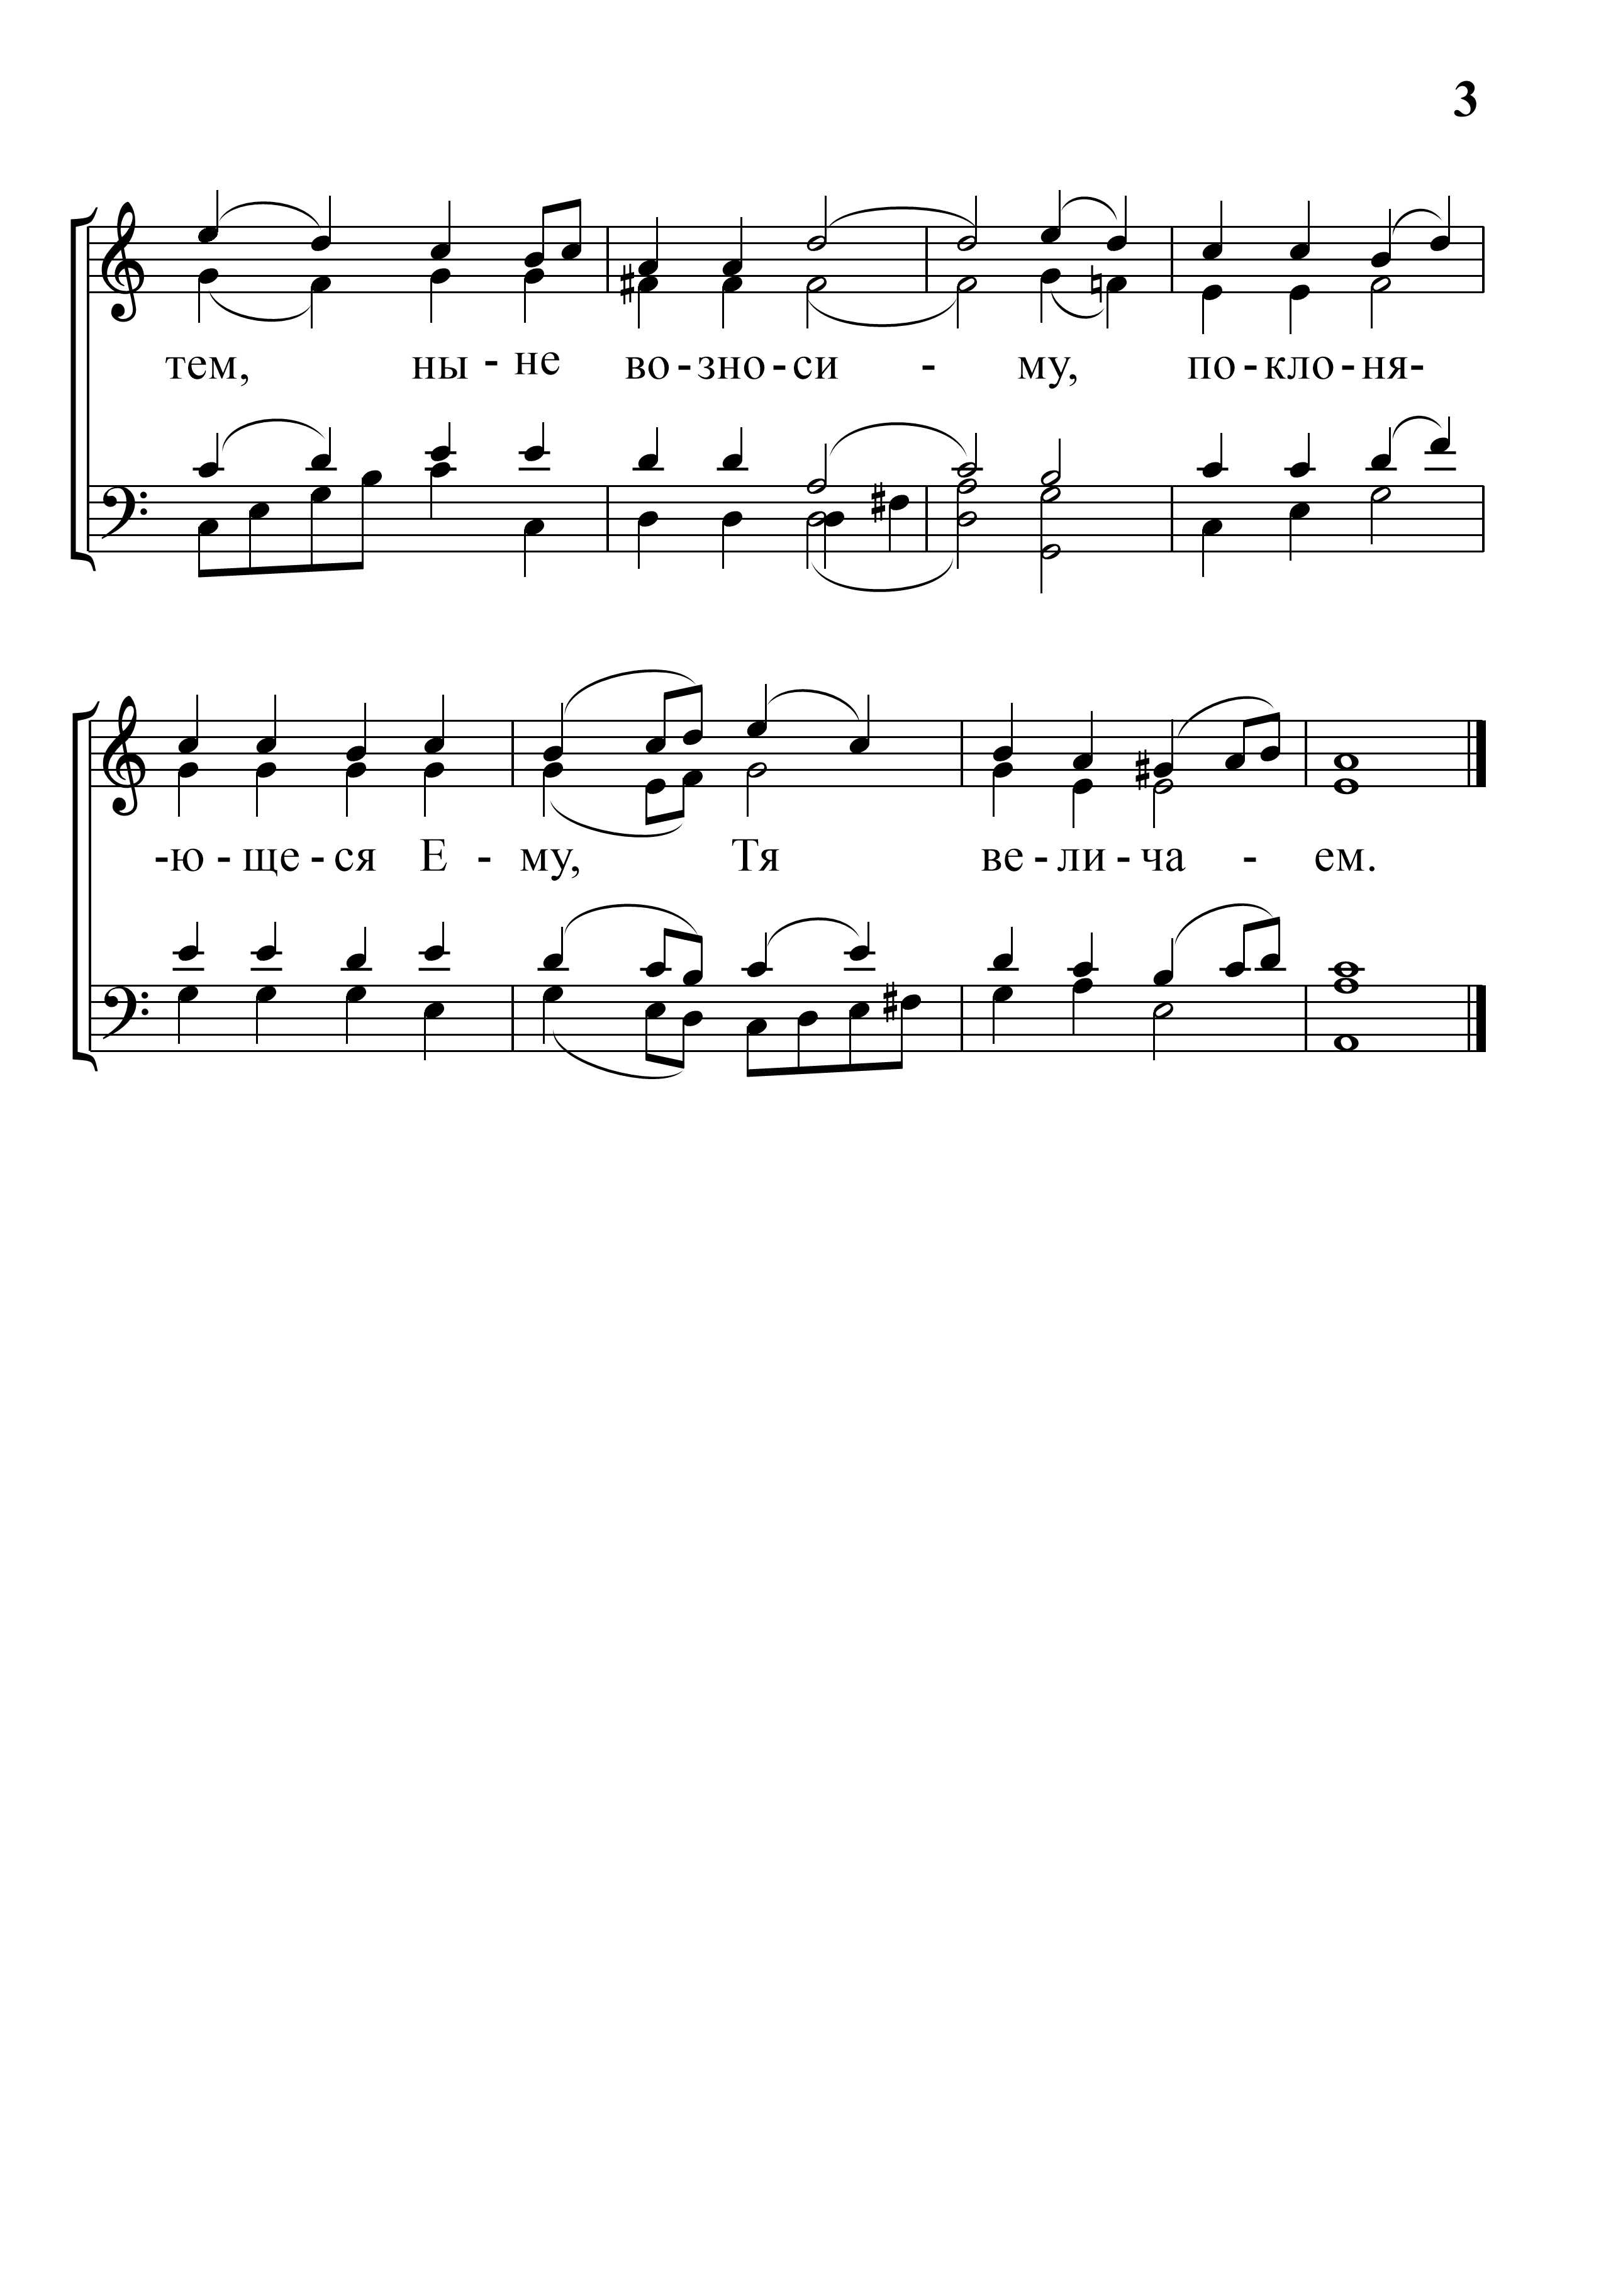 3
тем, ны - не во - зно - си - му, по - кло - ня-
-ю - ще - ся Е - му, Тя ве - ли - ча - ем.